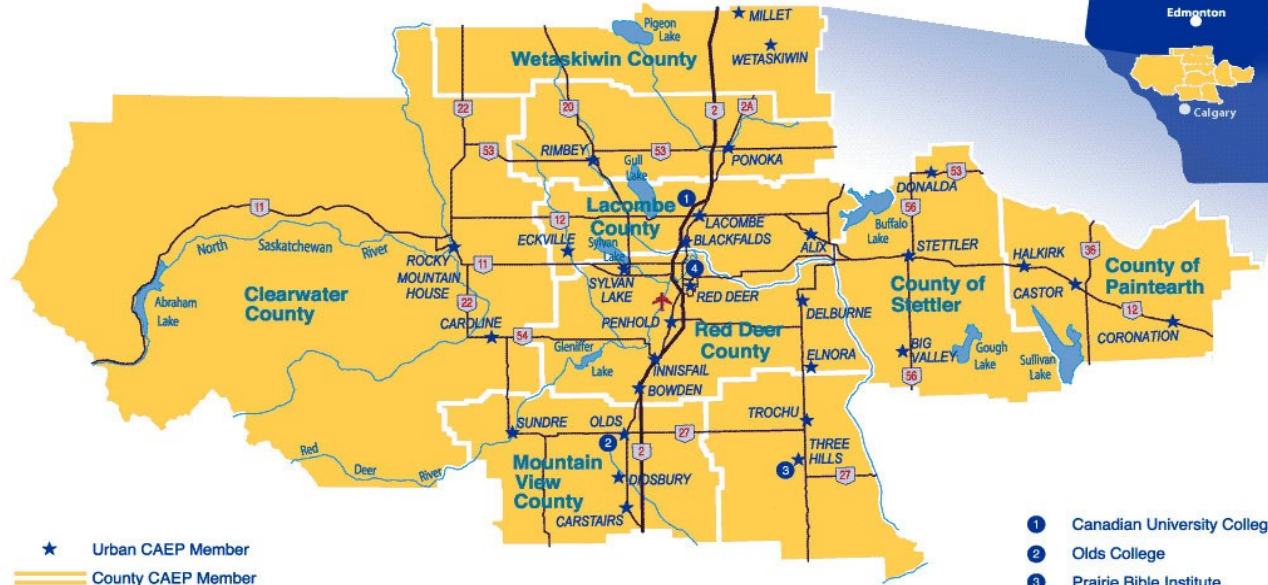 Edmonton
Calgary
MILLET
Pigeon
Lake
WETASKIWIN
Wetaskiwin County
22
20
2
2A
53
RIMBEY
53
PONOKA
Gull
Lake
DONALDA
53
1
11
Lacombe
County
12
LACOMBE
56
Buffalo
Lake
North
Saskatchewan
River
ECKVILLE
Sylvan
Lake
BLACKFALDS
ALIX
STETTLER
HALKIRK
36
ROCKY
MOUNTAIN
HOUSE
11
SYLVAN
LAKE
4
RED DEER
County of
Stettler
County of
Paintearth
Abraham
Lake
Clearwater
County
22
CAROLINE
54
PENHOLD
Red Deer
County
DELBURNE
CASTOR
12
CORONATION
Gleniffer
Lake
INNISFAIL
ELNORA
BIG
VALLEY
Gough
Lake
Sullivan
Lake
56
BOWDEN
SUNDRE
OLDS
2
27
TROCHU
THREE
HILLS
3
27
Red
Deer
River
Mountain
View
County
2
DIDSBURY
CARSTAIRS
Urban CAEP Member
County CAEP Member
1 Canadian University Colleg
2 Olds College
3 Prairie Bible Institute